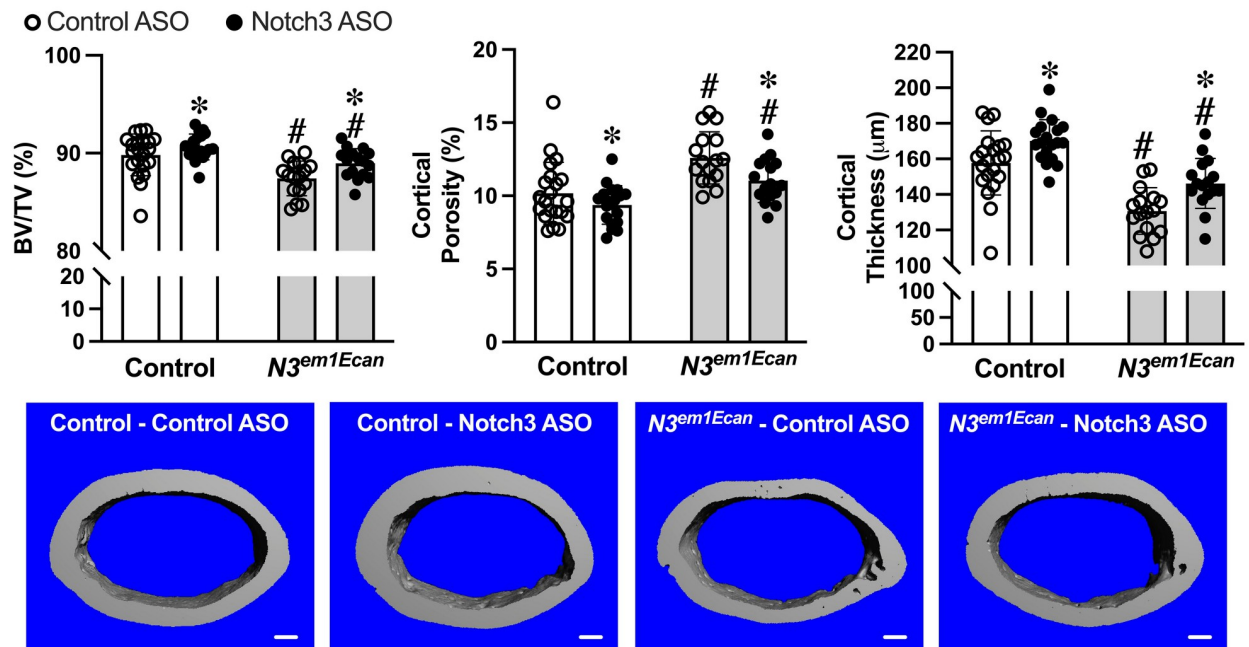 Control ASO Notch3 ASO
BV/TV (%)
100
90
80
20
10
0
*
#
*
#
Control N3em1Ecan
Cortical
Porosity (%)
20
15
10
5
0
*
#
*
#
Control N3em1Ecan
Cortical
Thickness (μm)
220
200
180
160
140
120
100
100
50
0
*
#
*
#
Control N3em1Ecan
Control - Control ASO
Control - Notch3 ASO
N3em1Ecan - Control ASO
N3em1Ecan - Notch3 ASO